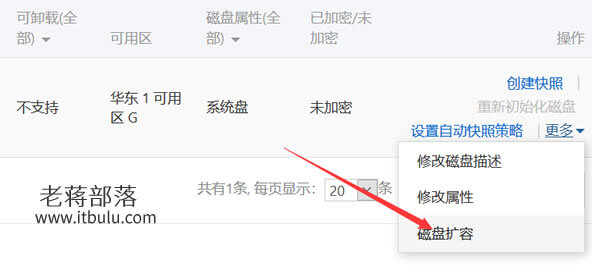 可卸载(全部)
可用区
磁盘属性(全部)
已加密/未加密
操作
不支持
华东 1 可用区 G
系统盘
未加密
创建快照 |
重新初始化磁盘
设置自动快照策略 | 更多
修改磁盘描述
修改属性
磁盘扩容
共有1条, 每页显示: 20 条
老蒋部落
www.itbulu.com